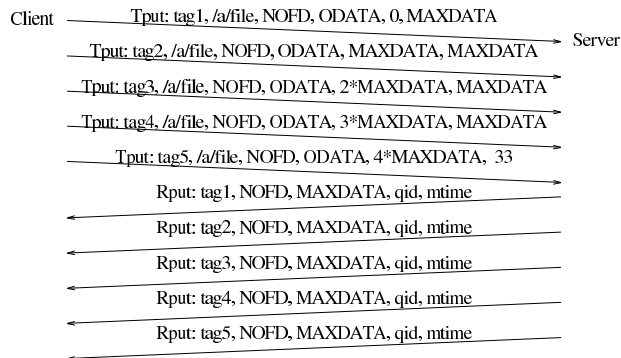 Client
Tput: tag1, /a/file, NOFD, ODATA, 0, MAXDATA
Server
Tput: tag2, /a/file, NOFD, ODATA, MAXDATA, MAXDATA
Tput: tag3, /a/file, NOFD, ODATA, 2*MAXDATA, MAXDATA
Tput: tag4, /a/file, NOFD, ODATA, 3*MAXDATA, MAXDATA
Tput: tag5, /a/file, NOFD, ODATA, 4*MAXDATA, 33
Rput: tag1, NOFD, MAXDATA, qid, mtime
Rput: tag2, NOFD, MAXDATA, qid, mtime
Rput: tag3, NOFD, MAXDATA, qid, mtime
Rput: tag4, NOFD, MAXDATA, qid, mtime
Rput: tag5, NOFD, MAXDATA, qid, mtime